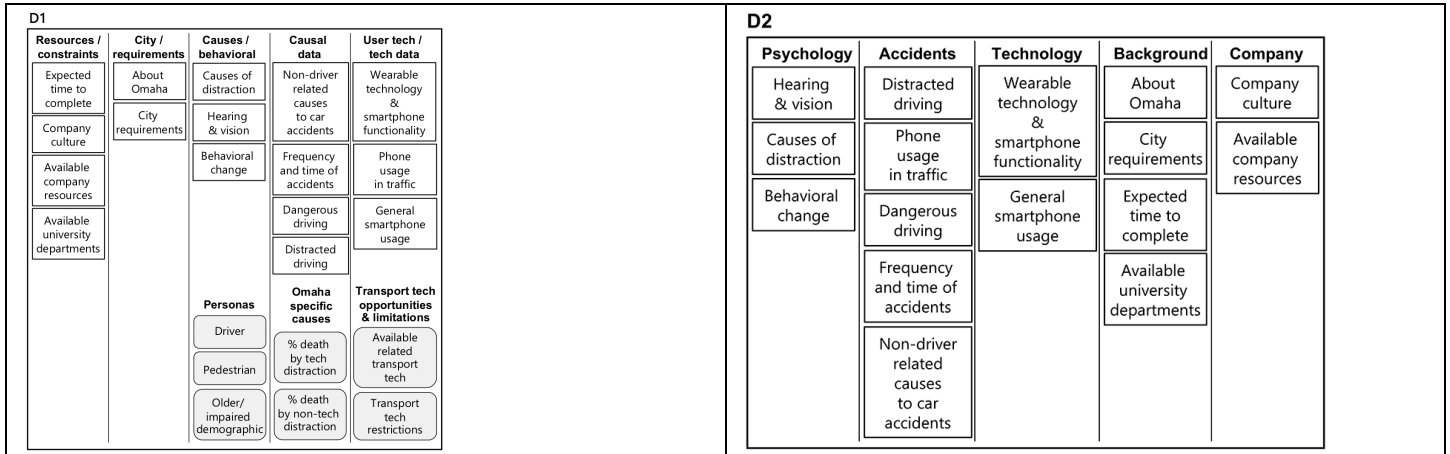 D1
Resources /
constraints
Expected
time to
complete
Company
culture
Available
company
resources
Available
university
departments
City /
requirements
About
Omaha
City
requirements
Causes /
behavioral
Causes of
distraction
Hearing
& vision
Behavioral
change
Personas
Driver
Pedestrian
Older/
impaired
demographic
Causal
data
Non-driver
related
causes
to car
accidents
Frequency
and time of
accidents
Dangerous
driving
Distracted
driving
Omaha
specific
causes
% death
by tech
distraction
% death
by non-tech
distraction
User tech /
tech data
Wearable
technology
&
smartphone
functionality
Phone
usage
in traffic
General
smartphone
usage
Transport tech
opportunities
& limitations
Available
related
transport
tech
Transport
tech
restrictions
D2
Psychology
Hearing
& vision
Causes of
distraction
Behavioral
change
Accidents
Distracted
driving
Phone
usage
in traffic
Dangerous
driving
Frequency
and time of
accidents
Non-driver
related
causes
to car
accidents
Technology
Wearable
technology
&
smartphone
functionality
General
smartphone
usage
Background
About
Omaha
City
requirements
Expected
time to
complete
Available
university
departments
Company
Company
culture
Available
company
resources